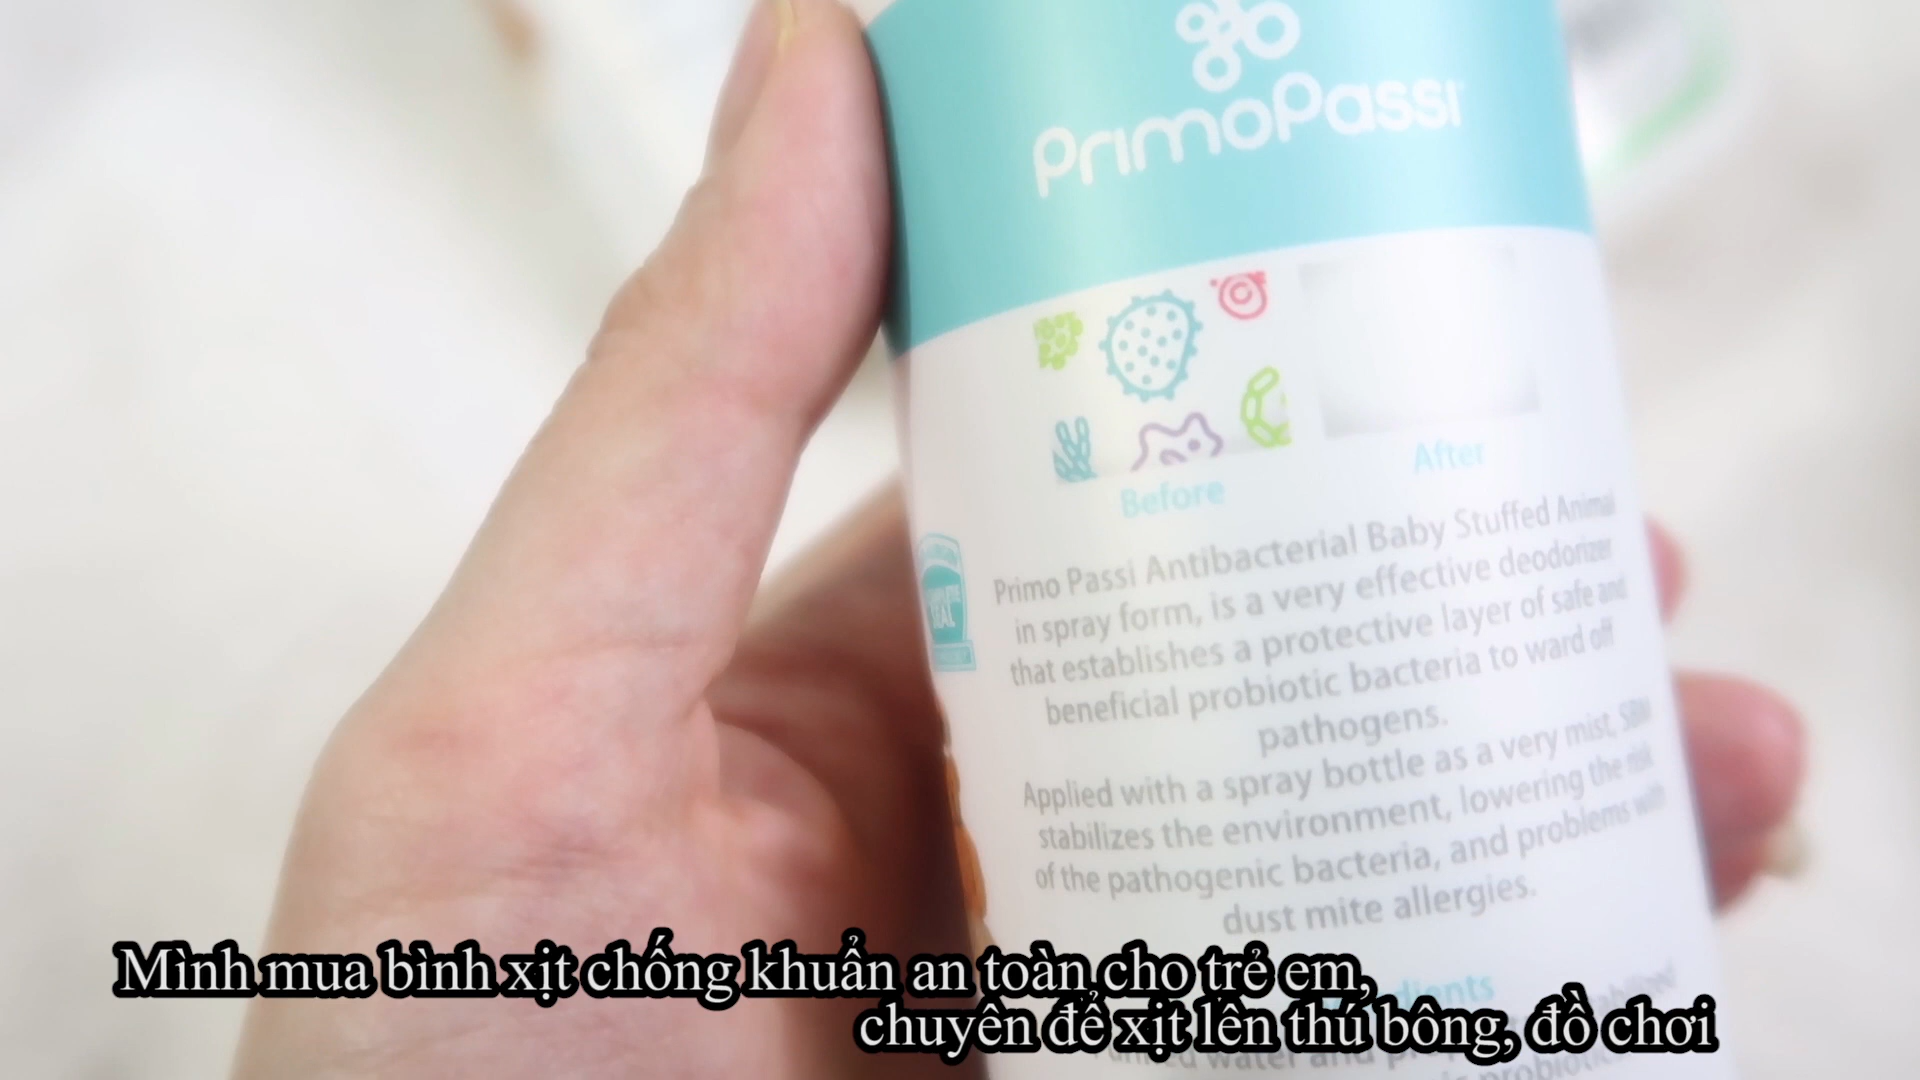 PrimoPassi
Before
After
Primo Passi Antibacterial Baby Stuffed Animal
in spray form, is a very effective deodorizer
that establishes a protective layer of safe and
beneficial probiotic bacteria to ward off
pathogens.
Applied with a spray bottle as a very mist, SBM
stabilizes the environment, lowering the risk
of the pathogenic bacteria, and problems with
dust mite allergies.
SEAL
Mình mua bình xịt chống khuẩn an toàn cho trẻ em,
chuyên để xịt lên thú bông, đồ chơi